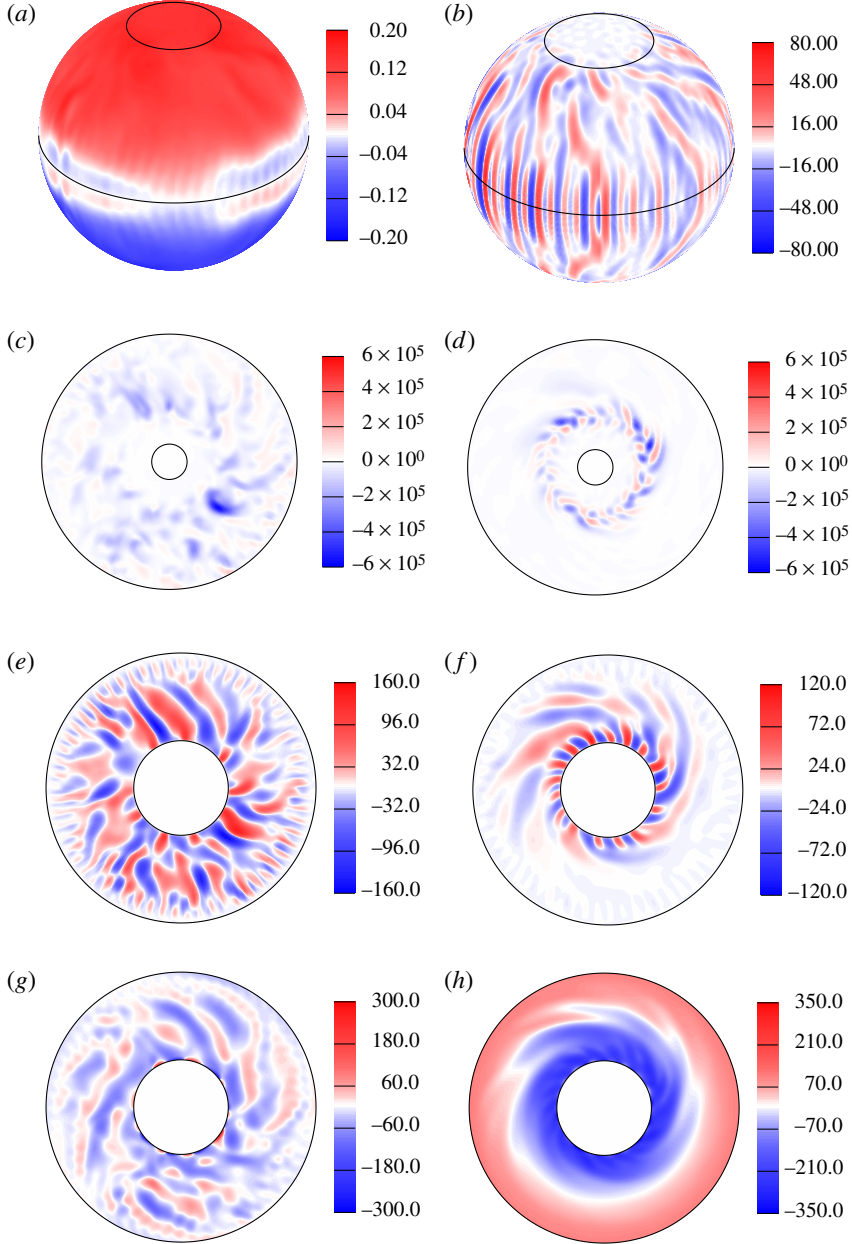 (a)
0.20
0.12
0.04
–0.04
–0.12
–0.20
(b)
80.00
48.00
16.00
–16.00
–48.00
–80.00
(c)
6 × 10⁵
4 × 10⁵
2 × 10⁵
0 × 10⁰
–2 × 10⁵
–4 × 10⁵
–6 × 10⁵
(d)
6 × 10⁵
4 × 10⁵
2 × 10⁵
0 × 10⁰
–2 × 10⁵
–4 × 10⁵
–6 × 10⁵
(e)
160.0
96.0
32.0
–32.0
–96.0
–160.0
(f)
120.0
72.0
24.0
–24.0
–72.0
–120.0
(g)
300.0
180.0
60.0
–60.0
–180.0
–300.0
(h)
350.0
210.0
70.0
–70.0
–210.0
–350.0